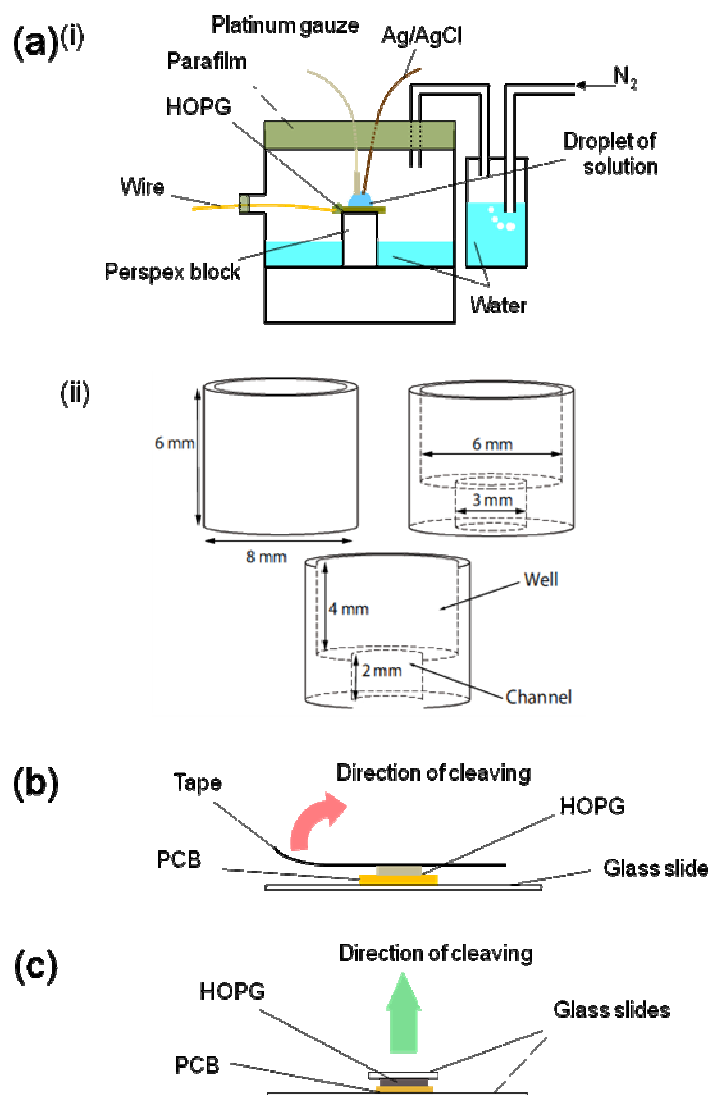 (a)(i)
Platinum gauze
Ag/AgCl
Parafilm
N2
HOPG
Droplet of
solution
Wire
Perspex block
Water
(ii)
6 mm
6 mm
3 mm
8 mm
Well
4 mm
2 mm
Channel
(b)
Direction of cleaving
Tape
HOPG
PCB
Glass slide
(c)
Direction of cleaving
HOPG
Glass slides
PCB